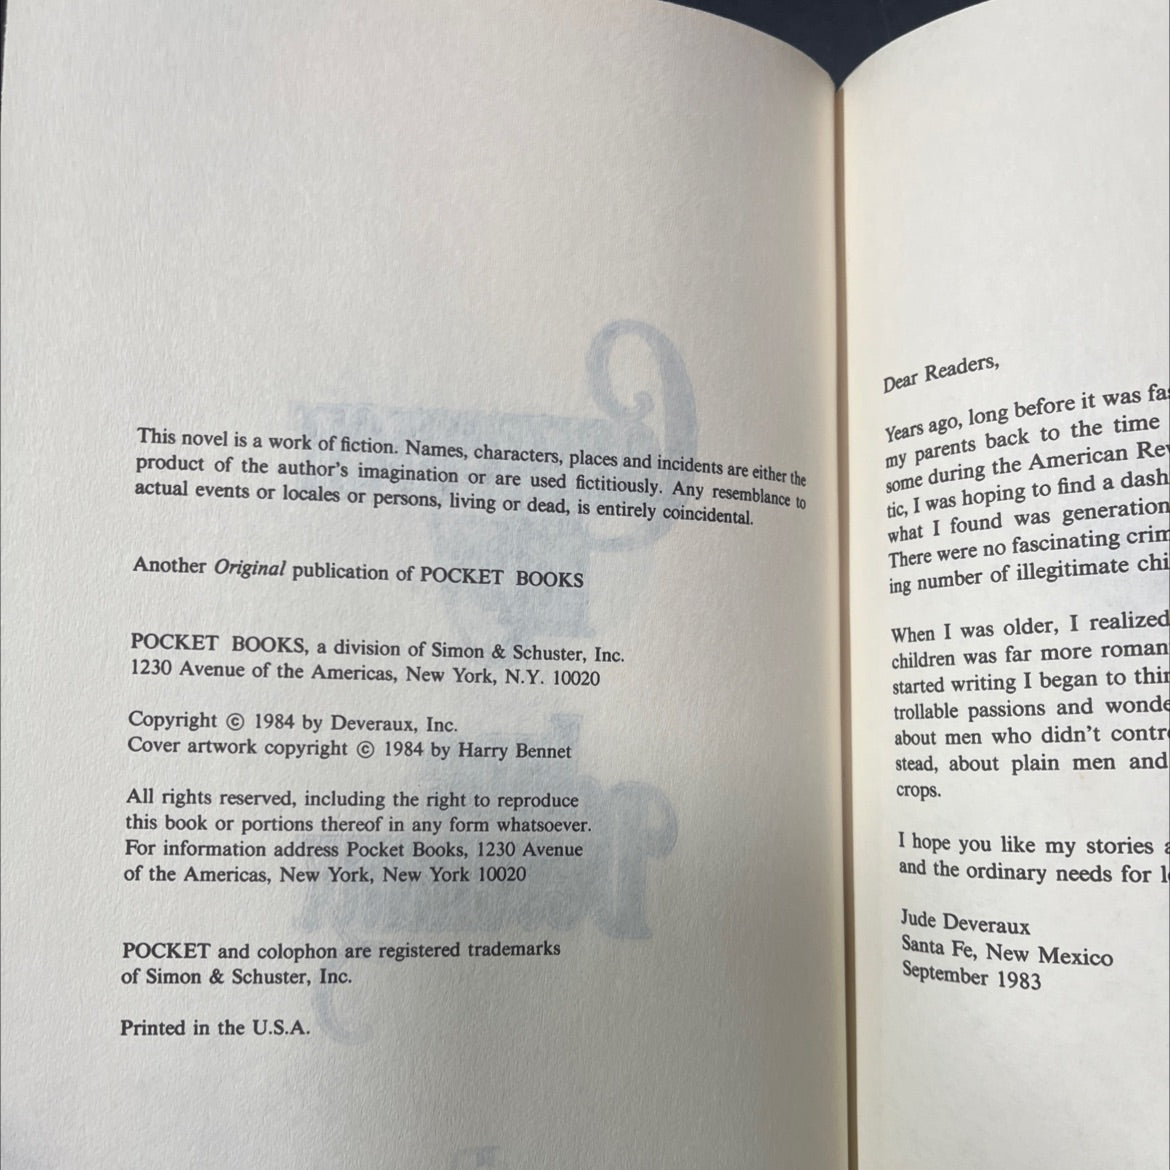 This novel is a work of fiction. Names, characters, places and incidents are either the
product of the author's imagination or are used fictitiously. Any resemblance to
actual events or locales or persons, living or dead, is entirely coincidental.
Another Original publication of POCKET BOOKS
POCKET BOOKS, a division of Simon & Schuster, Inc.
1230 Avenue of the Americas, New York, N.Y. 10020
Copyright © 1984 by Deveraux, Inc.
Cover artwork copyright © 1984 by Harry Bennet
All rights reserved, including the right to reproduce
this book or portions thereof in any form whatsoever.
For information address Pocket Books, 1230 Avenue
of the Americas, New York, New York 10020
POCKET and colophon are registered trademarks
of Simon & Schuster, Inc.
Printed in the U.S.A.
Dear Readers,
Years ago, long before it was fas
my parents back to the time
some during the American Rev
tic, I was hoping to find a dash
what I found was generation
There were no fascinating crim
ing number of illegitimate chi
When I was older, I realized
children was far more roman
started writing I began to thin
trollable passions and wonde
about men who didn't contr
stead, about plain men and
crops.
I hope you like my stories a
and the ordinary needs for l
Jude Deveraux
Santa Fe, New Mexico
September 1983